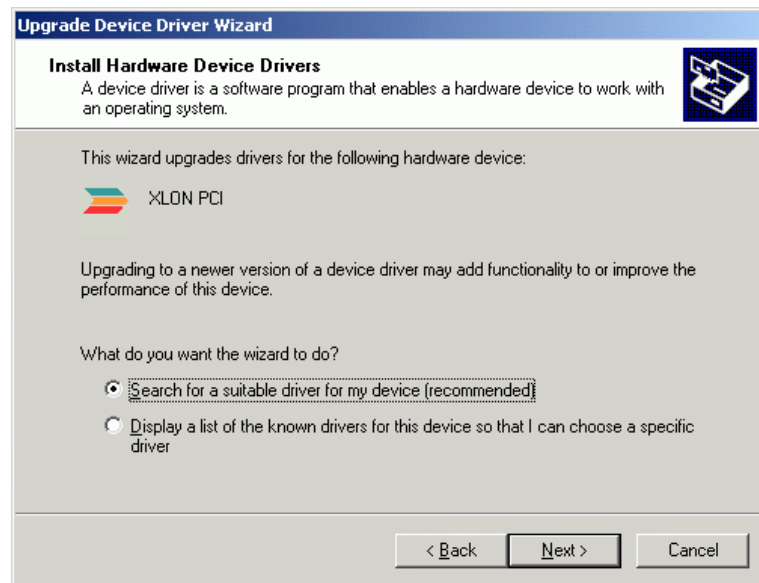 Upgrade Device Driver Wizard
Install Hardware Device Drivers
A device driver is a software program that enables a hardware device to work with
an operating system.
This wizard upgrades drivers for the following hardware device:
XLON PCI
Upgrading to a newer version of a device driver may add functionality to or improve the
performance of this device.
What do you want the wizard to do?
Search for a suitable driver for my device (recommended)
Display a list of the known drivers for this device so that I can choose a specific
driver
< Back Next > Cancel